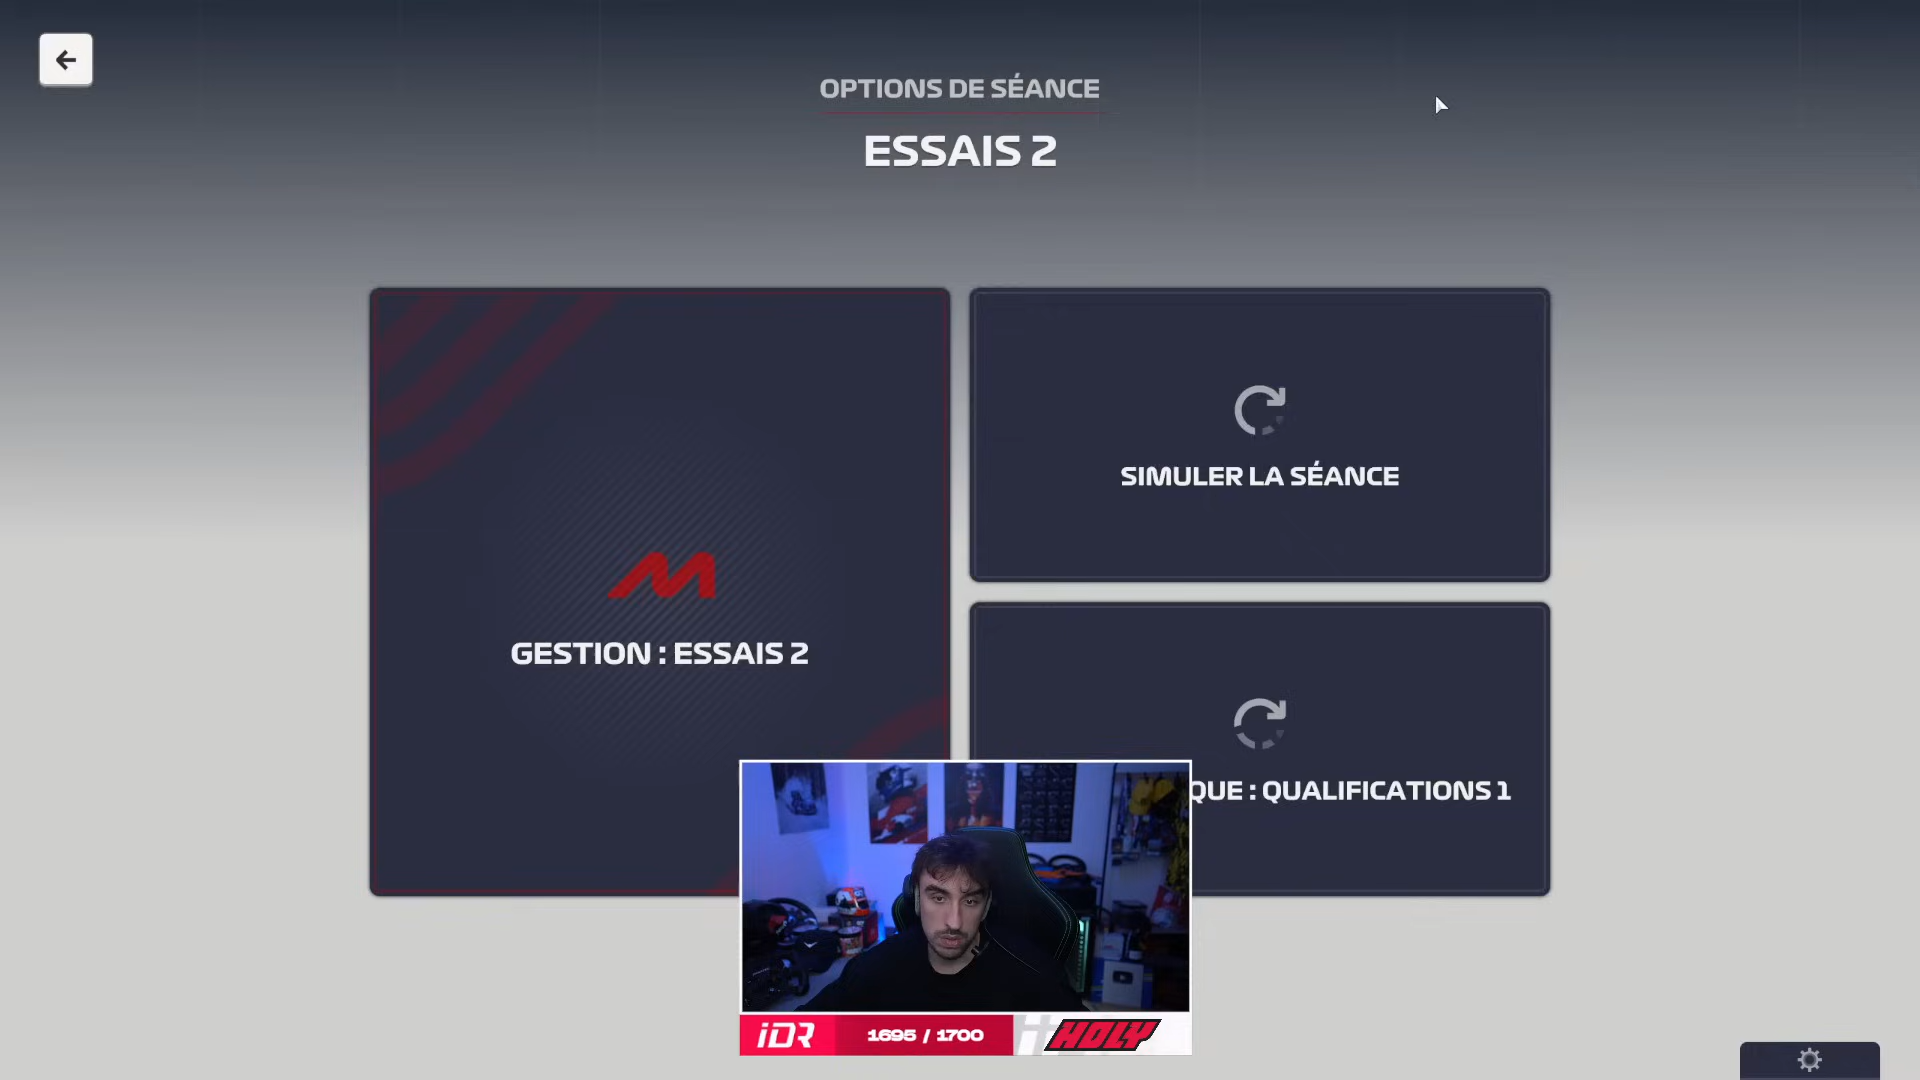 OPTIONS DE SÉANCE
ESSAIS 2
GESTION : ESSAIS 2
SIMULER LA SÉANCE
QUE : QUALIFICATIONS 1
iDR
1695 / 1700
HOLY